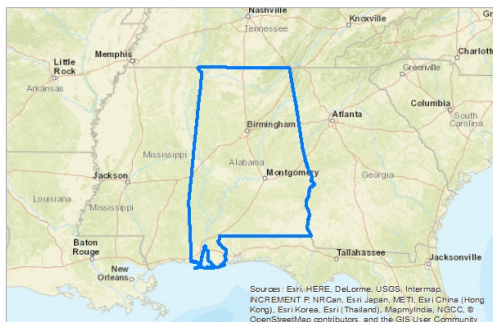 Nashville
Tennessee
Knoxville
Memphis
Charlotte
Little
Rock
Greenville
Arkansas
Columbia
Atlanta
South
Carolina
Birmingham
Mississippi
Alabama
Jackson
Montgomery
Georgia
Louisiana
Mississippi
Baton
Rouge
Tallahassee
Jacksonville
New
Orleans
Sources: Esri, HERE, DeLorme, USGS, Intermap,
INCREMENT P, NRCan, Esri Japan, METI, Esri China (Hong
Kong), Esri Korea, Esri (Thailand), MapmyIndia, NGCC, ©
OpenStreetMap contributors, and the GIS User Community